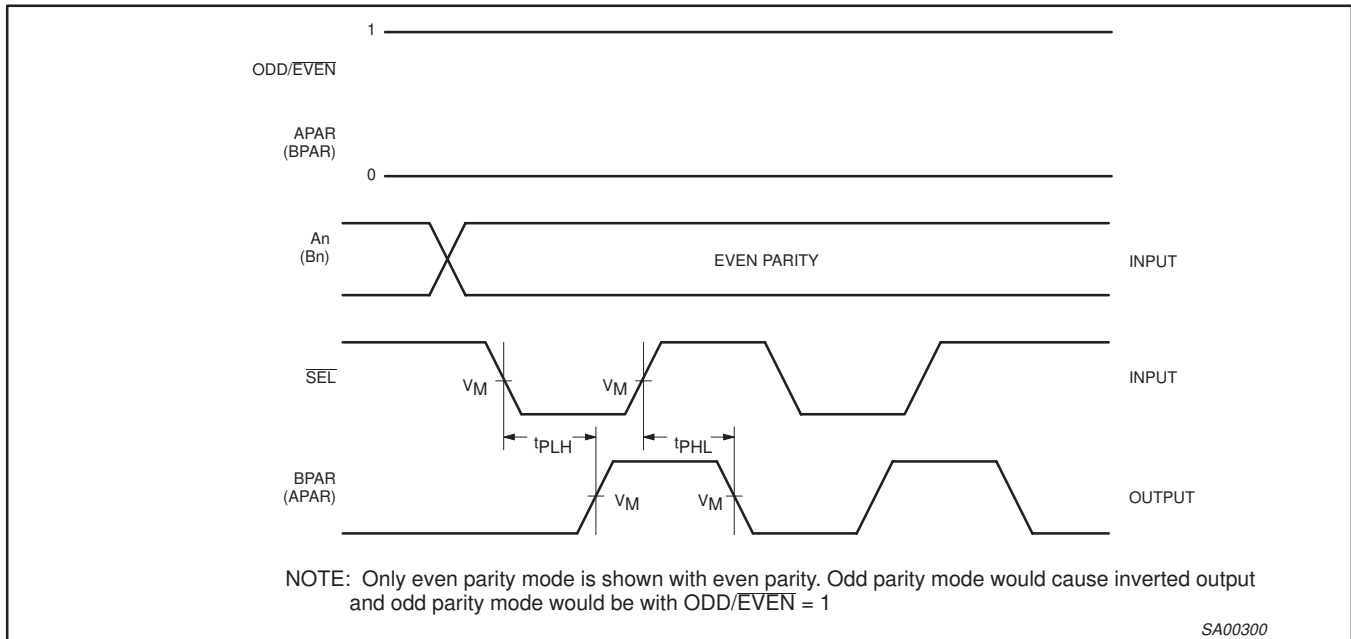 1
ODD/EVEN
APAR
(BPAR)
0
An
(Bn)
EVEN PARITY
INPUT
SEL
VM
VM
INPUT
tPLH
tPHL
BPAR
(APAR)
VM
VM
OUTPUT
NOTE: Only even parity mode is shown with even parity. Odd parity mode would cause inverted output
and odd parity mode would be with ODD/EVEN = 1
SA00300